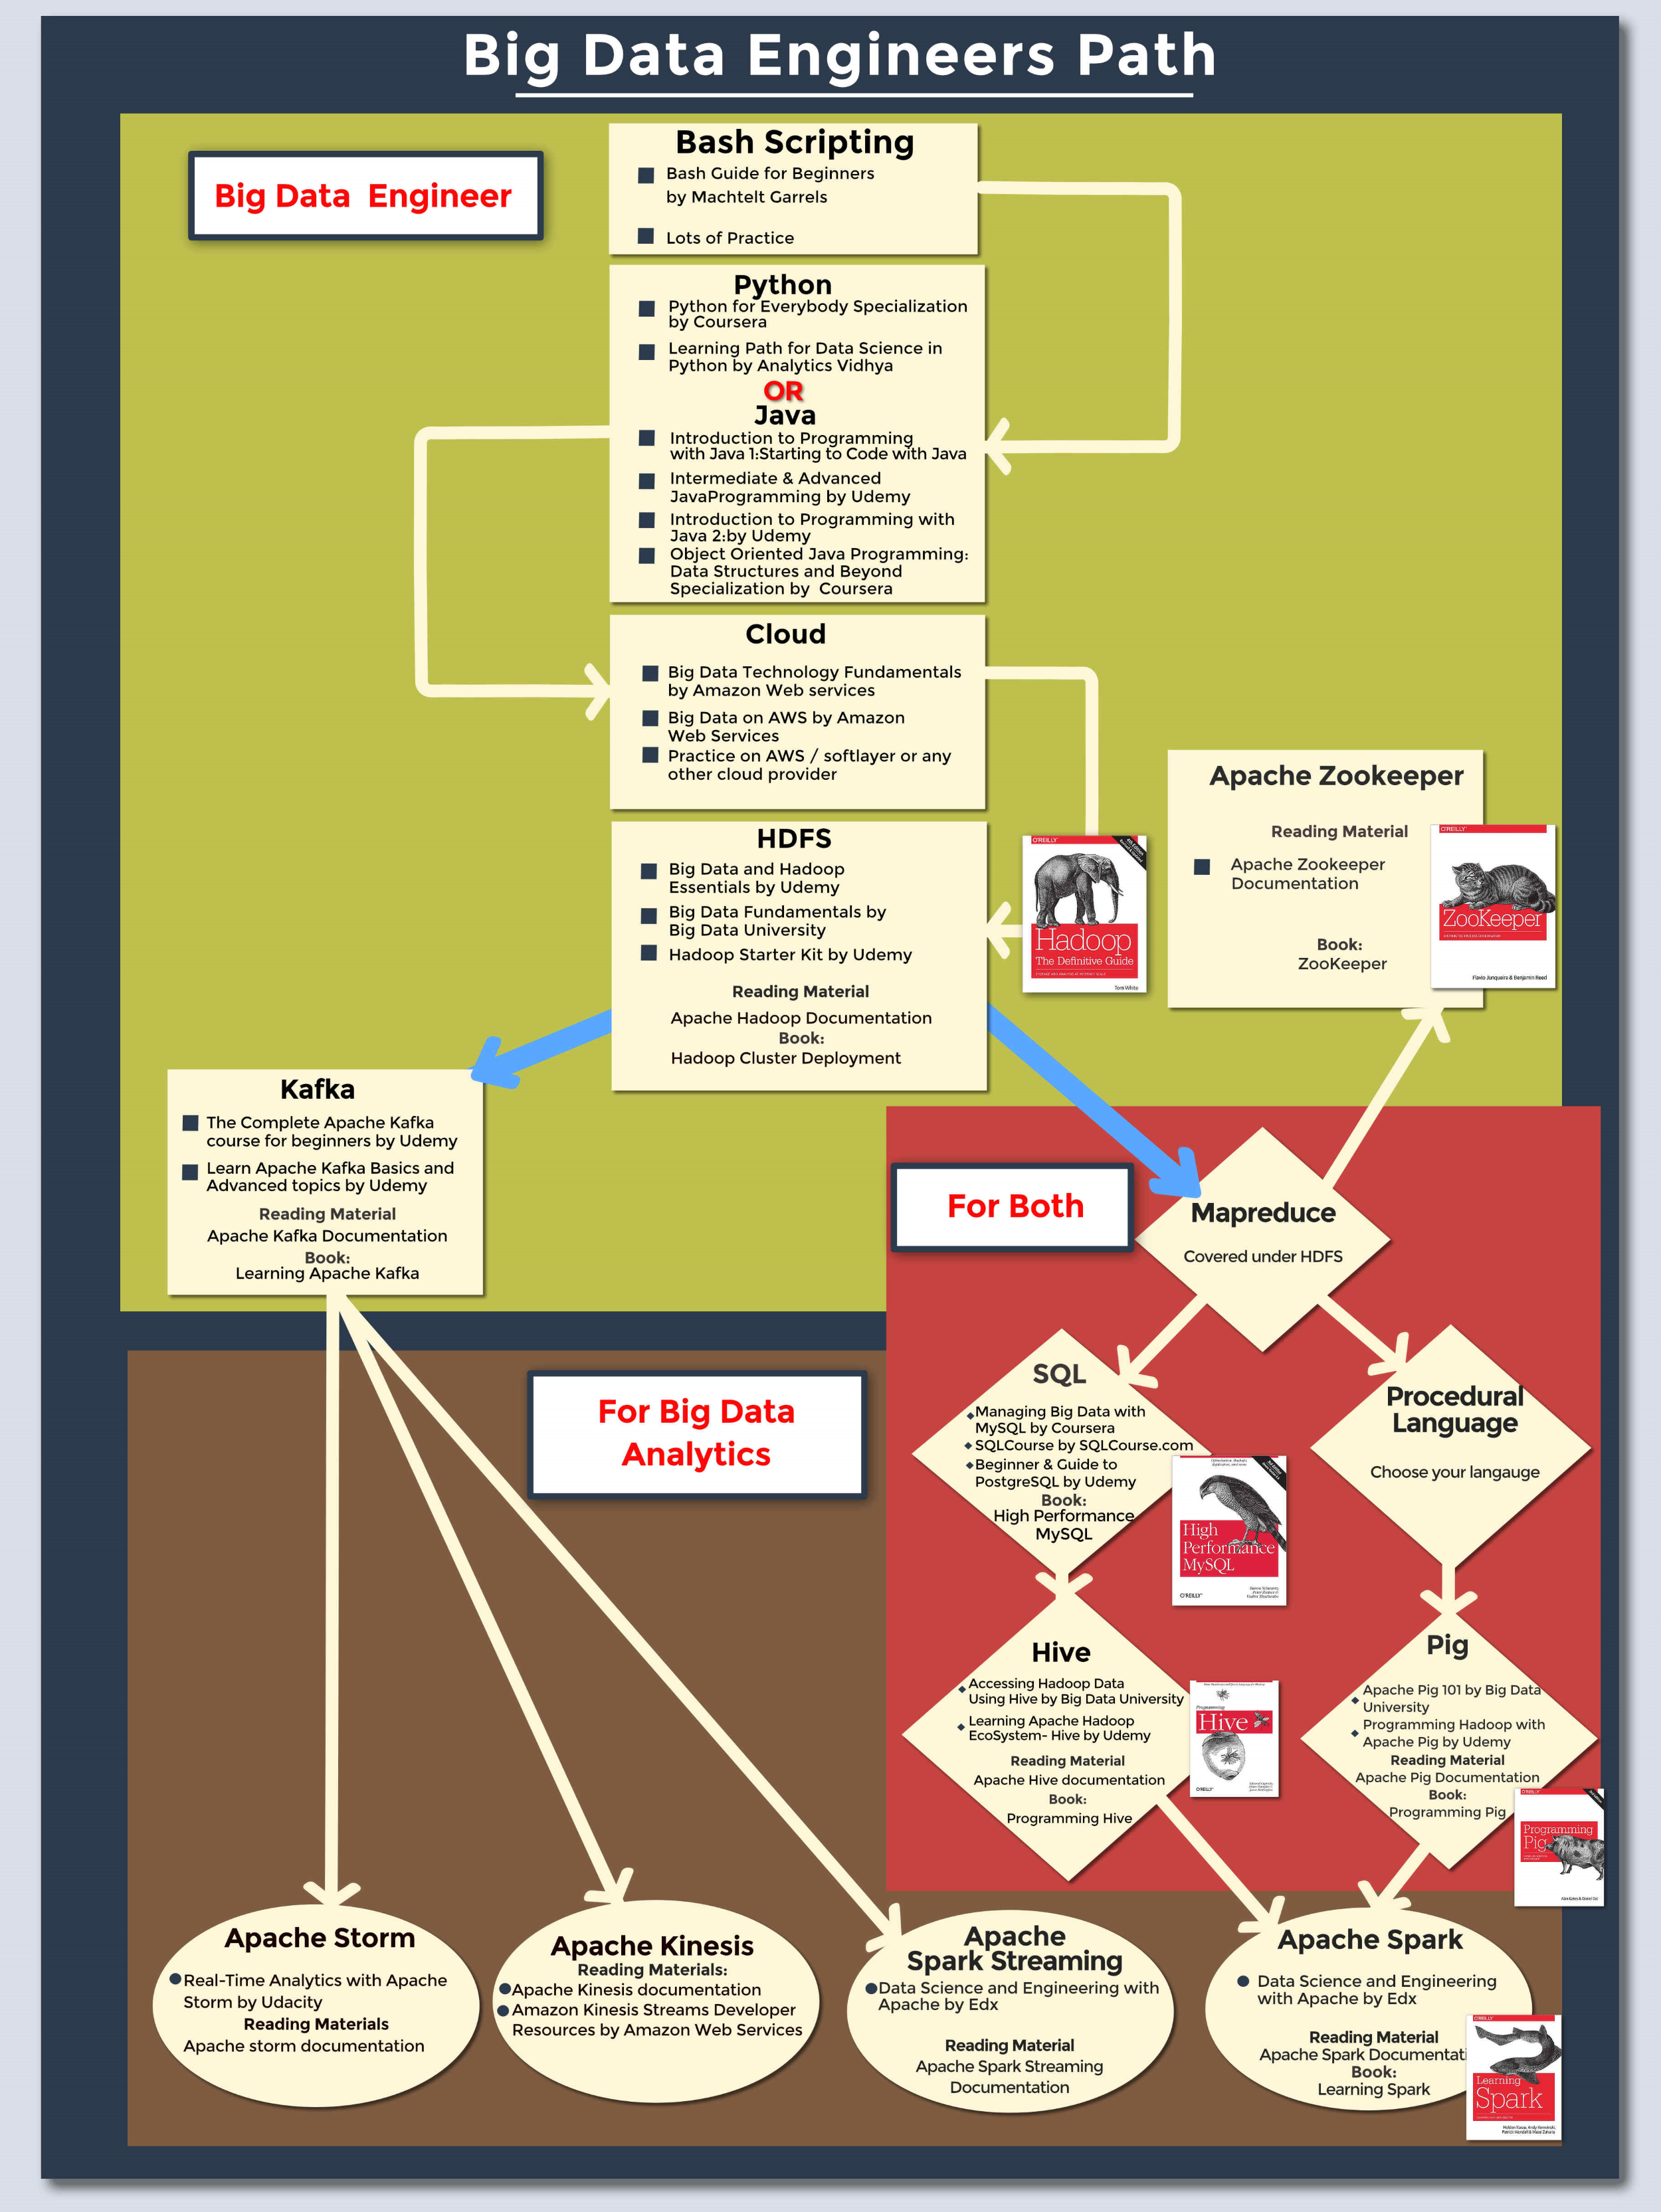 Big Data Engineers Path
Big Data Engineer
Bash Scripting
Bash Guide for Beginners
by Machtelt Garrels
Lots of Practice
Python
Python for Everybody Specialization
by Coursera
Learning Path for Data Science in
Python by Analytics Vidhya
OR
Java
Introduction to Programming
with Java 1:Starting to Code with Java
Intermediate & Advanced
JavaProgramming by Udemy
Introduction to Programming with
Java 2:by Udemy
Object Oriented Java Programming:
Data Structures and Beyond
Specialization by Coursera
Cloud
Big Data Technology Fundamentals
by Amazon Web services
Big Data on AWS by Amazon
Web Services
Practice on AWS / softlayer or any
other cloud provider
HDFS
Big Data and Hadoop
Essentials by Udemy
Big Data Fundamentals by
Big Data University
Hadoop Starter Kit by Udemy
Reading Material
Apache Hadoop Documentation
Book:
Hadoop Cluster Deployment
O'REILLY
Hadoop
The Definitive Guide
Tom White
Apache Zookeeper
Reading Material
Apache Zookeeper
Documentation
Book:
ZooKeeper
O'REILLY
ZooKeeper
Flavio Junqueira & Benjamin Reed
Kafka
The Complete Apache Kafka
course for beginners by Udemy
Learn Apache Kafka Basics and
Advanced topics by Udemy
Reading Material
Apache Kafka Documentation
Book:
Learning Apache Kafka
For Both
Mapreduce
Covered under HDFS
SQL
Managing Big Data with
MySQL by Coursera
SQLCourse by SQLCourse.com
Beginner & Guide to
PostgreSQL by Udemy
Book:
High Performance
MySQL
High
Performance
MySQL
O'REILLY
Procedural
Language
Choose your langauge
For Big Data
Analytics
Hive
Accessing Hadoop Data
Using Hive by Big Data University
Learning Apache Hadoop
EcoSystem- Hive by Udemy
Reading Material
Apache Hive documentation
Book:
Programming Hive
Programming
Hive
O'REILLY
Pig
Apache Pig 101 by Big Data
University
Programming Hadoop with
Apache Pig by Udemy
Reading Material
Apache Pig Documentation
Book:
Programming Pig
O'REILLY
Programming
Pig
Apache Storm
Real-Time Analytics with Apache
Storm by Udacity
Reading Materials
Apache storm documentation
Apache Kinesis
Reading Materials:
Apache Kinesis documentation
Amazon Kinesis Streams Developer
Resources by Amazon Web Services
Apache
Spark Streaming
Data Science and Engineering with
Apache by Edx
Reading Material
Apache Spark Streaming
Documentation
Apache Spark
Data Science and Engineering
with Apache by Edx
Reading Material
Apache Spark Documentati
Book:
Learning Spark
O'REILLY
Learning
Spark